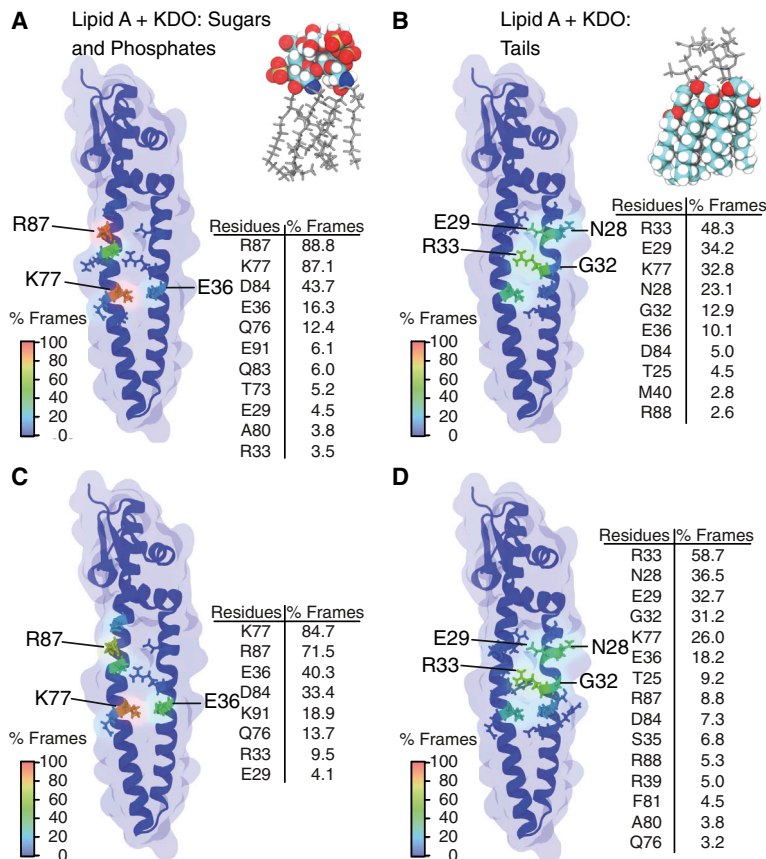 A
Lipid A + KDO: Sugars
and Phosphates
R87
K77
E36
Residues % Frames
R87 88.8
K77 87.1
D84 43.7
E36 16.3
Q76 12.4
E91 6.1
Q83 6.0
T73 5.2
E29 4.5
A80 3.8
R33 3.5
% Frames
100
80
60
40
20
0
B
Lipid A + KDO:
Tails
E29
N28
R33
G32
Residues % Frames
R33 48.3
E29 34.2
K77 32.8
N28 23.1
G32 12.9
E36 10.1
D84 5.0
T25 4.5
M40 2.8
R88 2.6
% Frames
100
80
60
40
20
0
C
R87
K77
E36
Residues % Frames
K77 84.7
R87 71.5
E36 40.3
D84 33.4
K91 18.9
Q76 13.7
R33 9.5
E29 4.1
% Frames
100
80
60
40
20
0
D
E29
N28
R33
G32
Residues % Frames
R33 58.7
N28 36.5
E29 32.7
G32 31.2
K77 26.0
E36 18.2
T25 9.2
R87 8.8
D84 7.3
S35 6.8
R88 5.3
R39 5.0
F81 4.5
A80 3.8
Q76 3.2
% Frames
100
80
60
40
20
0